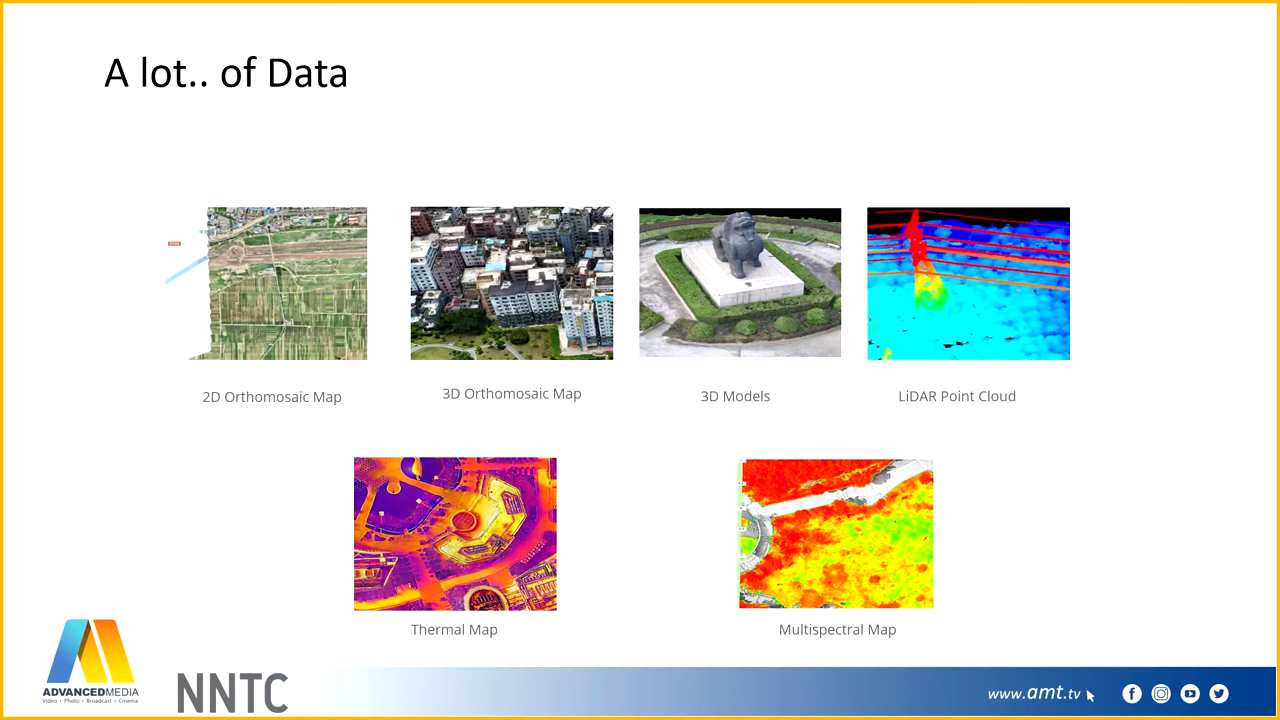 A lot.. of Data
2D Orthomosaic Map
3D Orthomosaic Map
3D Models
LiDAR Point Cloud
Thermal Map
Multispectral Map
ADVANCEDMEDIA
Video • Photo • Broadcast • Cinema
NNTC
www.amt.tv